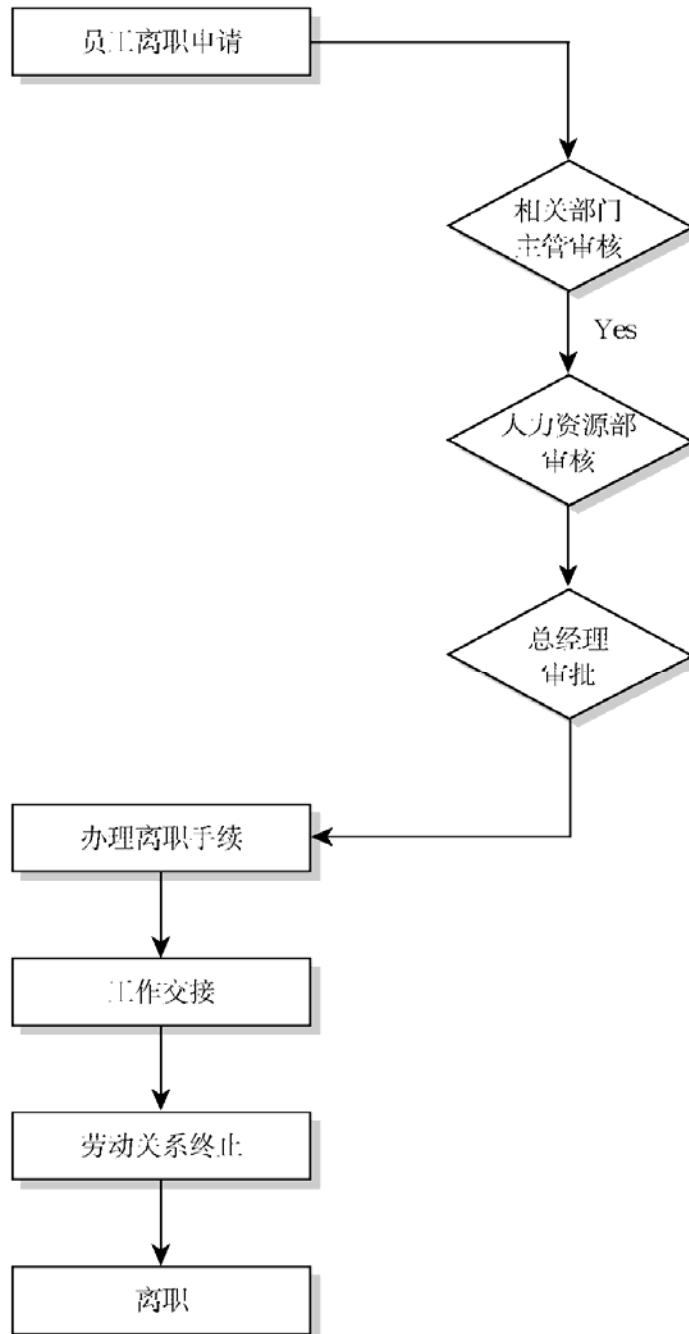 员工离职申请
相关部门
主管审核
Yes
人力资源部
审核
总经理
审批
办理离职手续
工作交接
劳动关系终止
离职